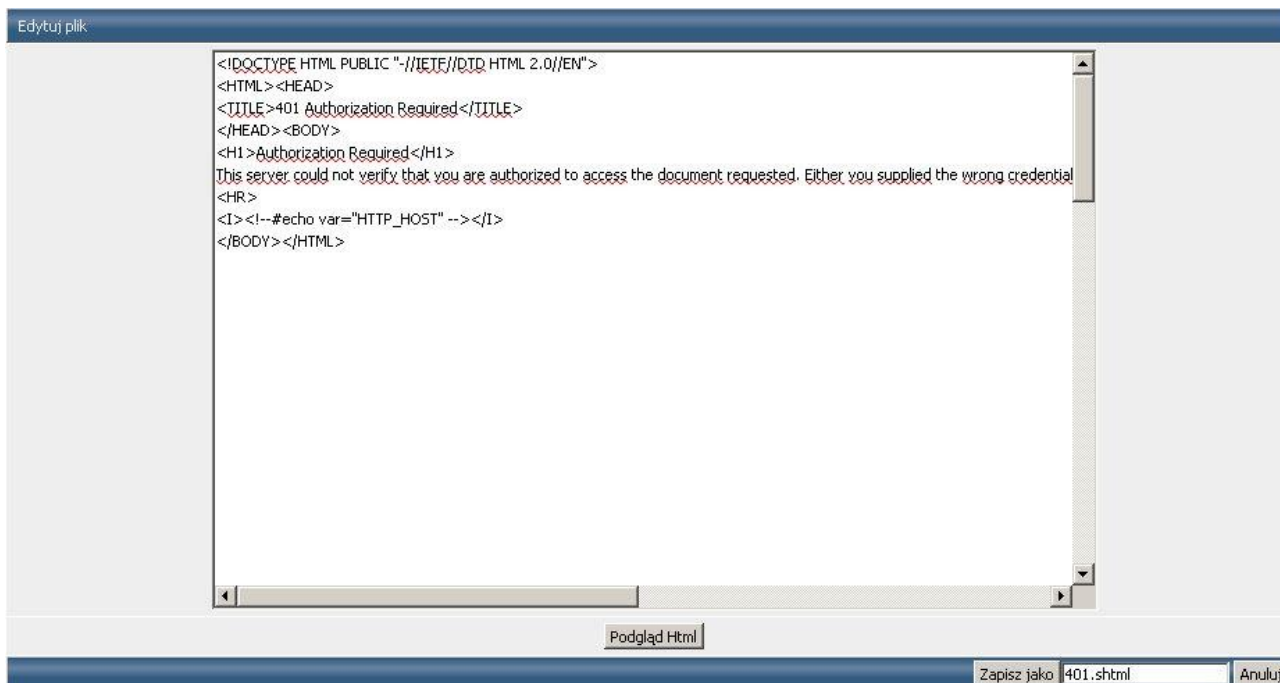 Edytuj plik
<!DOCTYPE HTML PUBLIC "-//IETF//DTD HTML 2.0//EN">
<HTML><HEAD>
<TITLE>401 Authorization Required</TITLE>
</HEAD><BODY>
<H1>Authorization Required</H1>
This server could not verify that you are authorized to access the document requested. Either you supplied the wrong credential
<HR>
<I><!--#echo var="HTTP_HOST" --></I>
</BODY></HTML>
Podgląd Html
Zapisz jako 401.shtml Anuluj